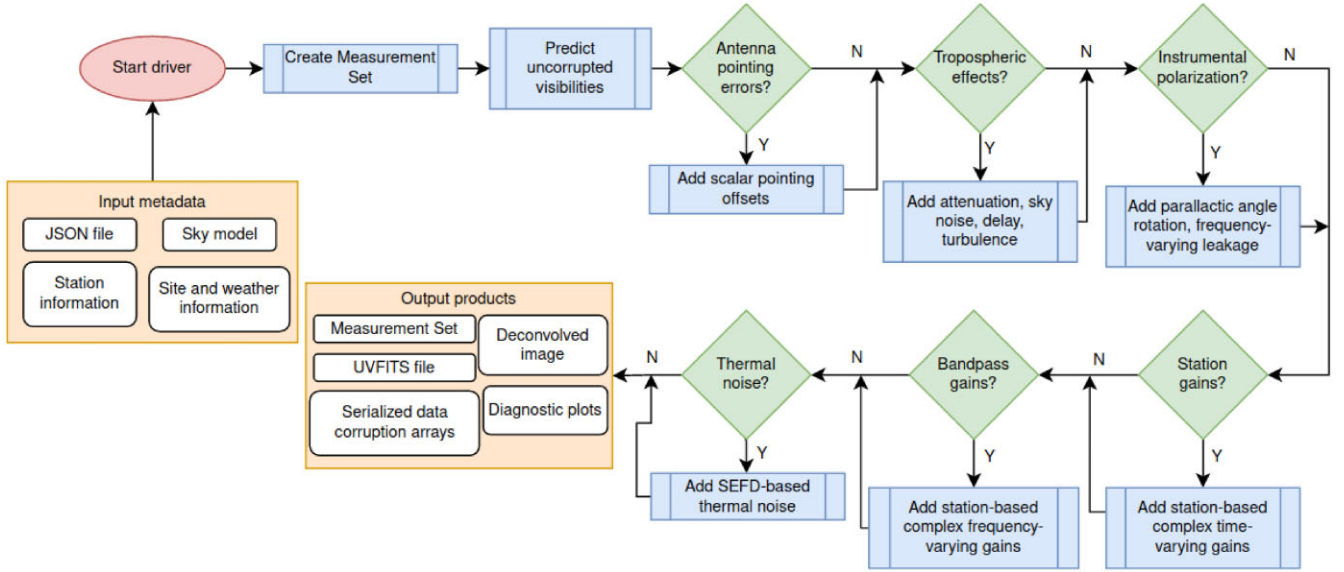 Start driver
Create Measurement
Set
Predict
uncorrupted
visibilities
Antenna
pointing
errors?
N
Y
Add scalar pointing
offsets
Tropospheric
effects?
N
Y
Add attenuation, sky
noise, delay,
turbulence
Instrumental
polarization?
N
Y
Add parallactic angle
rotation, frequency-
varying leakage
Input metadata
JSON file
Sky model
Station
information
Site and weather
information
Station
gains?
N
Y
Add station-based
complex time-
varying gains
Bandpass
gains?
N
Y
Add station-based
complex frequency-
varying gains
Thermal
noise?
N
Y
Add SEFD-based
thermal noise
Output products
Measurement Set
Deconvolved
image
UVFITS file
Serialized data
corruption arrays
Diagnostic plots